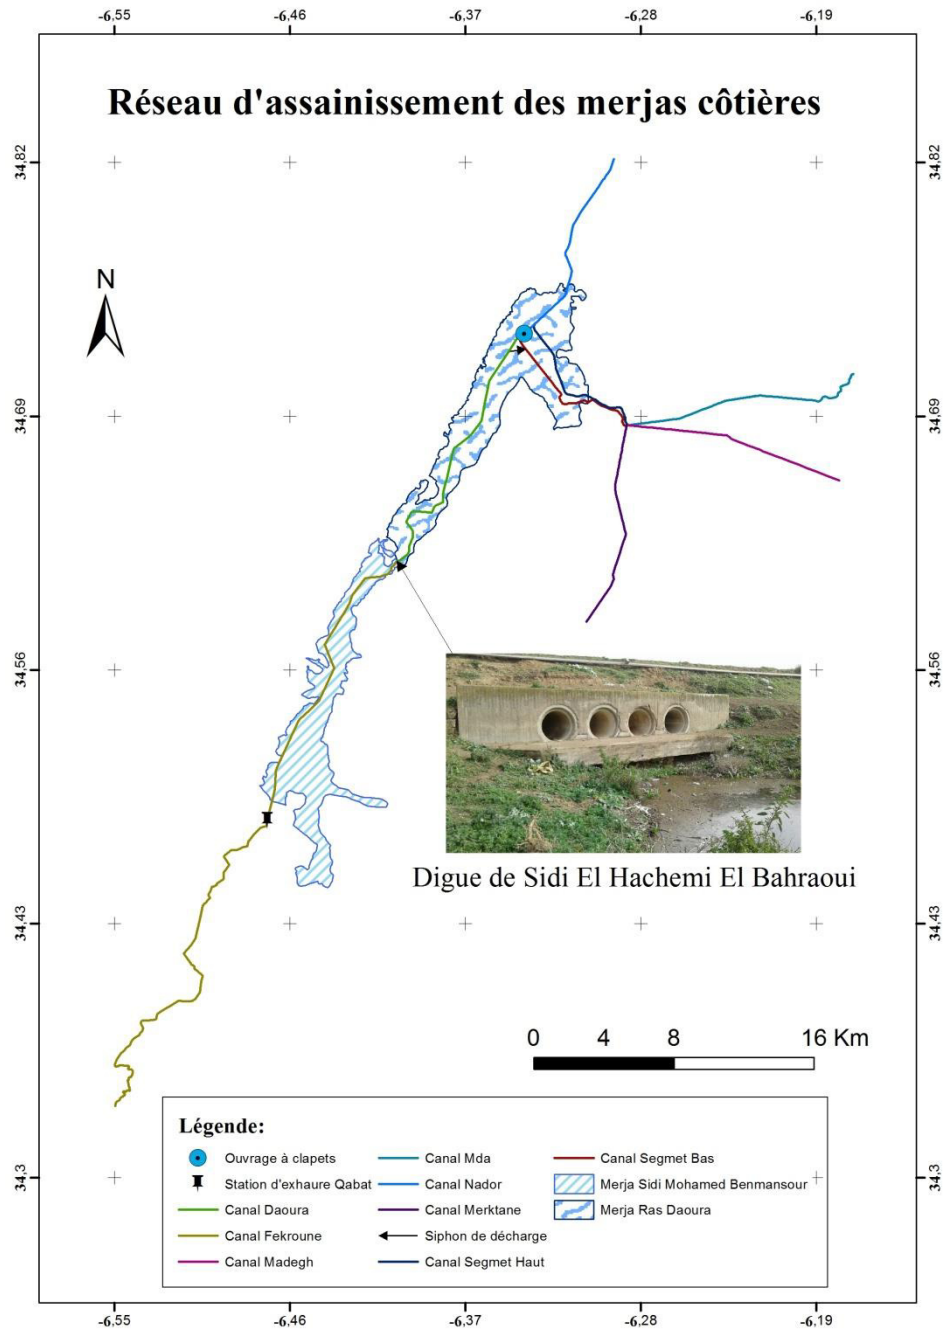 -6,55 -6,46 -6,37 -6,28 -6,19
Réseau d'assainissement des merjas côtières
34,82 34,82
N
34,69 34,69
34,56 34,56
Digue de Sidi El Hachemi El Bahraoui
34,43 34,43
0 4 8 16 Km
Légende:
Ouvrage à clapets Canal Mda Canal Segmet Bas
Station d'exhaure Qabat Canal Nador Merja Sidi Mohamed Benmansour
Canal Daoura Canal Merktane Merja Ras Daoura
Canal Fekroune Siphon de décharge
Canal Madegh Canal Segmet Haut
34,3 34,3
-6,55 -6,46 -6,37 -6,28 -6,19